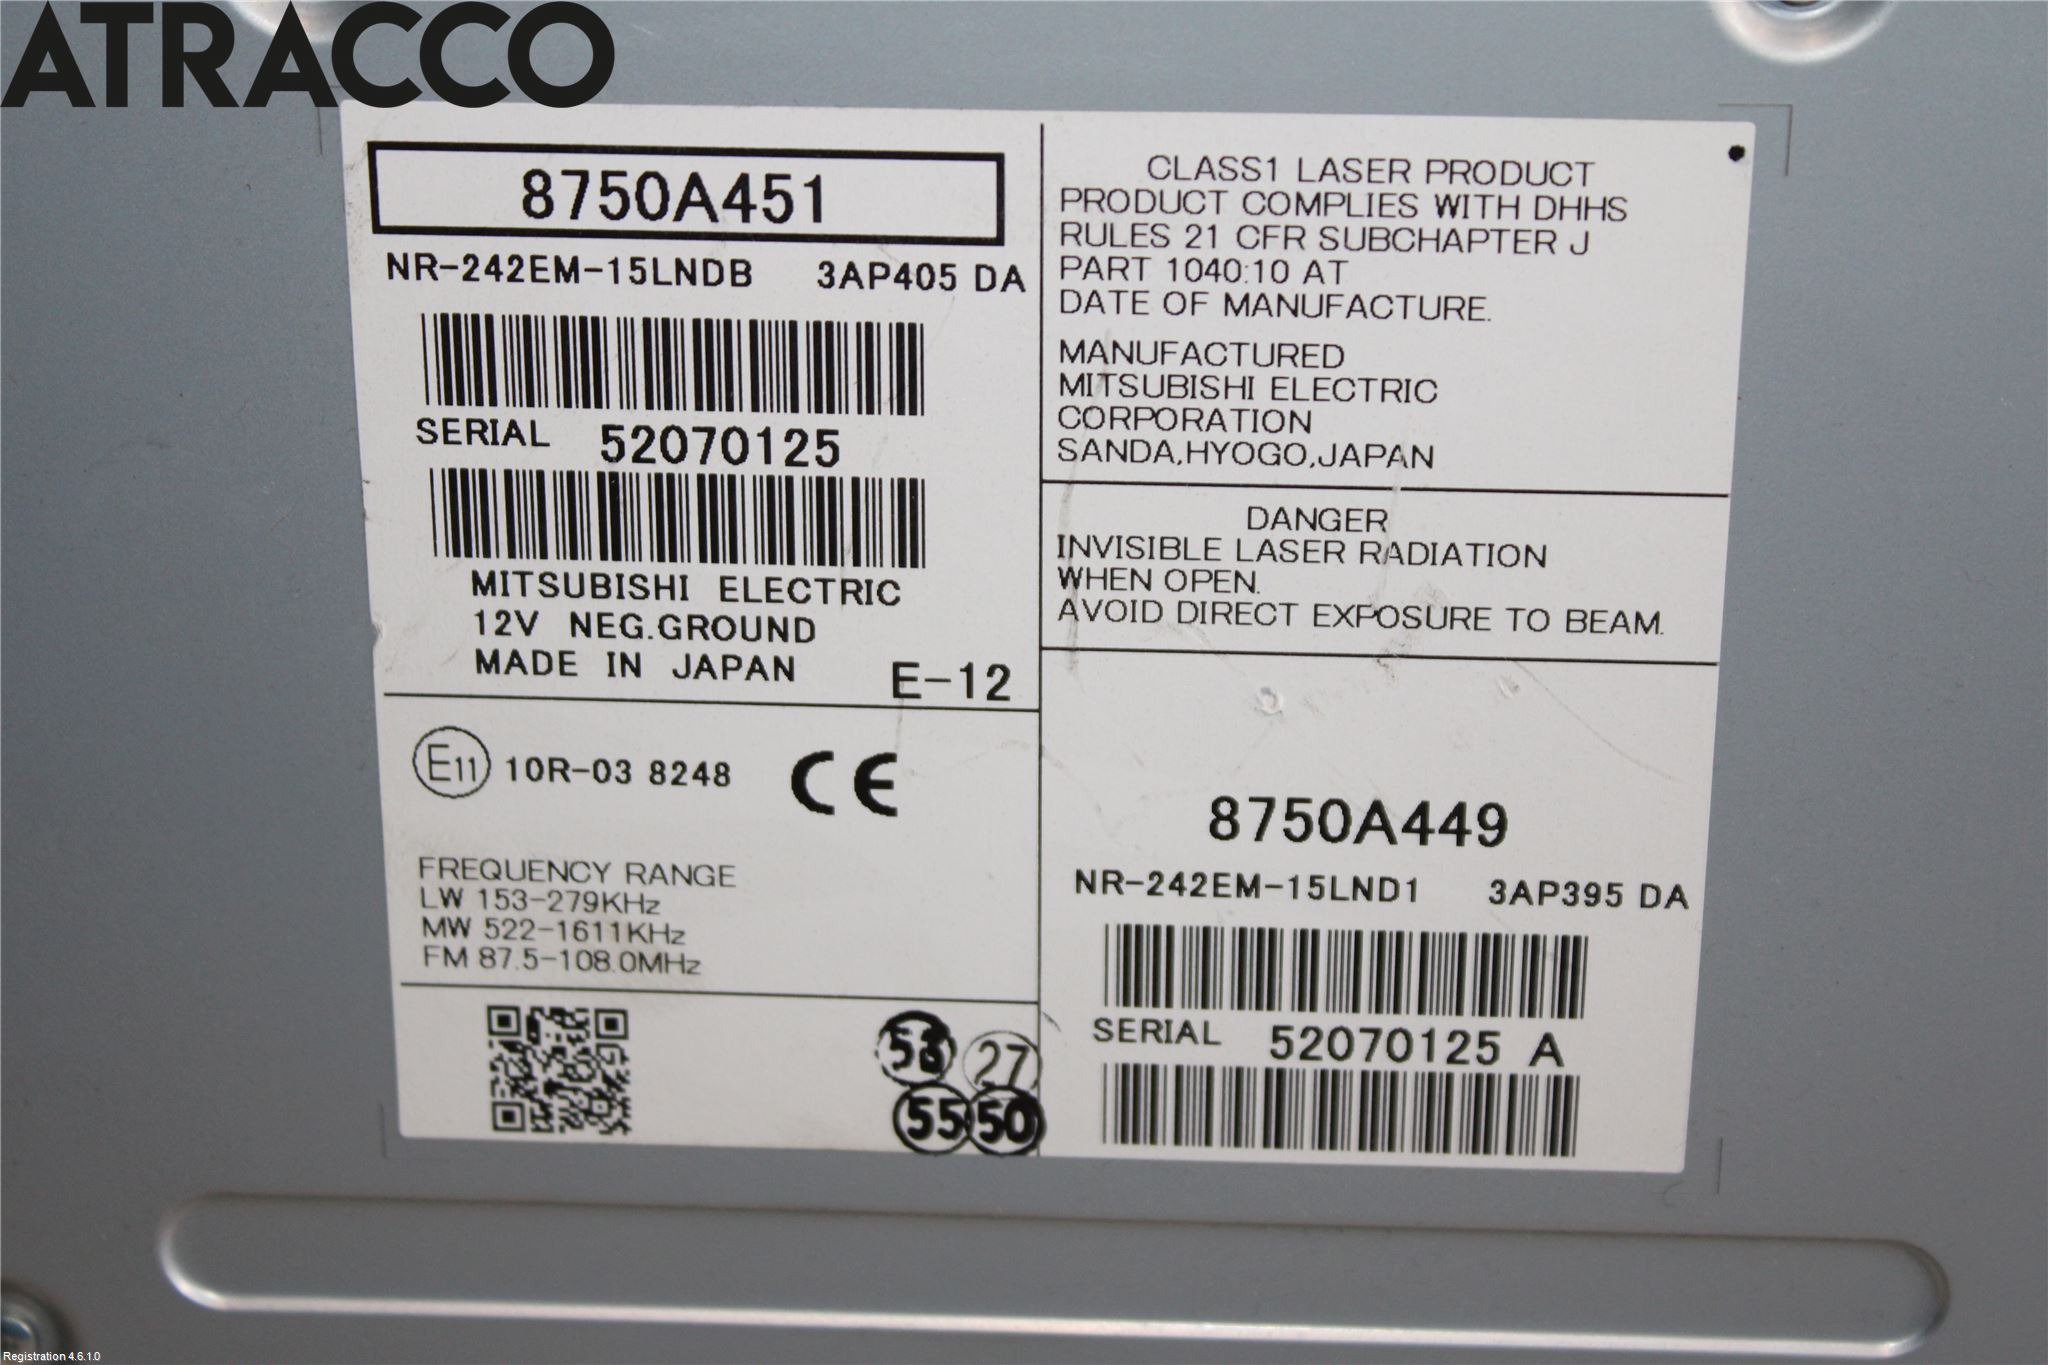 ATRACCO
8750A451
NR-242EM-15LNDB 3AP405 DA
SERIAL 52070125
MITSUBISHI ELECTRIC
12V NEG.GROUND
MADE IN JAPAN
E-12
E11 10R-03 8248 CE
FREQUENCY RANGE
LW 153-279KHz
MW 522-1611KHz
FM 87.5-108.0MHz
27
55 50
CLASS1 LASER PRODUCT
PRODUCT COMPLIES WITH DHHS
RULES 21 CFR SUBCHAPTER J
PART 1040:10 AT
DATE OF MANUFACTURE.
MANUFACTURED
MITSUBISHI ELECTRIC
CORPORATION
SANDA,HYOGO,JAPAN
DANGER
INVISIBLE LASER RADIATION
WHEN OPEN.
AVOID DIRECT EXPOSURE TO BEAM.
8750A449
NR-242EM-15LND1 3AP395 DA
SERIAL 52070125 A
Registration 4.6.1.0